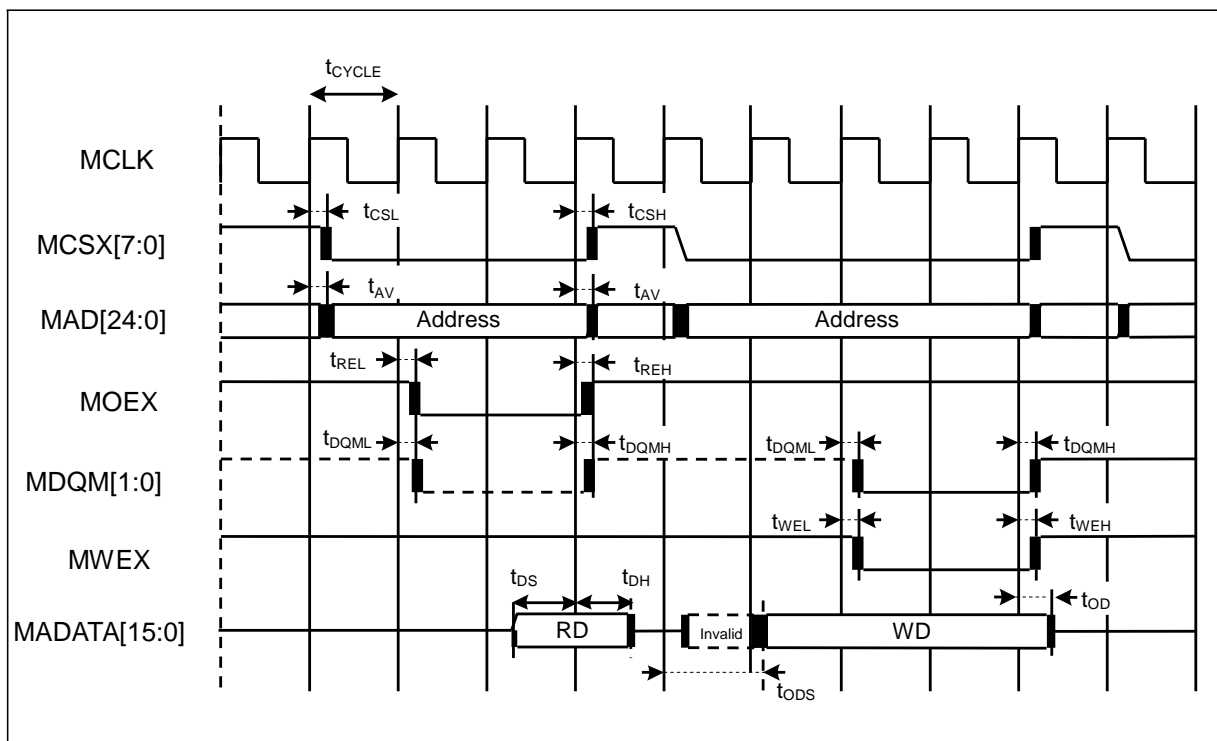 tCYCLE
MCLK
tCSL
tCSH
MCSX[7:0]
tAV
tAV
MAD[24:0]
Address
Address
tREL
tREH
MOEX
tDQML
tDQMH
tDQML
tDQMH
MDQM[1:0]
tWEL
tWEH
MWEX
tDS
tDH
tOD
MADATA[15:0]
RD
Invalid
WD
tODS